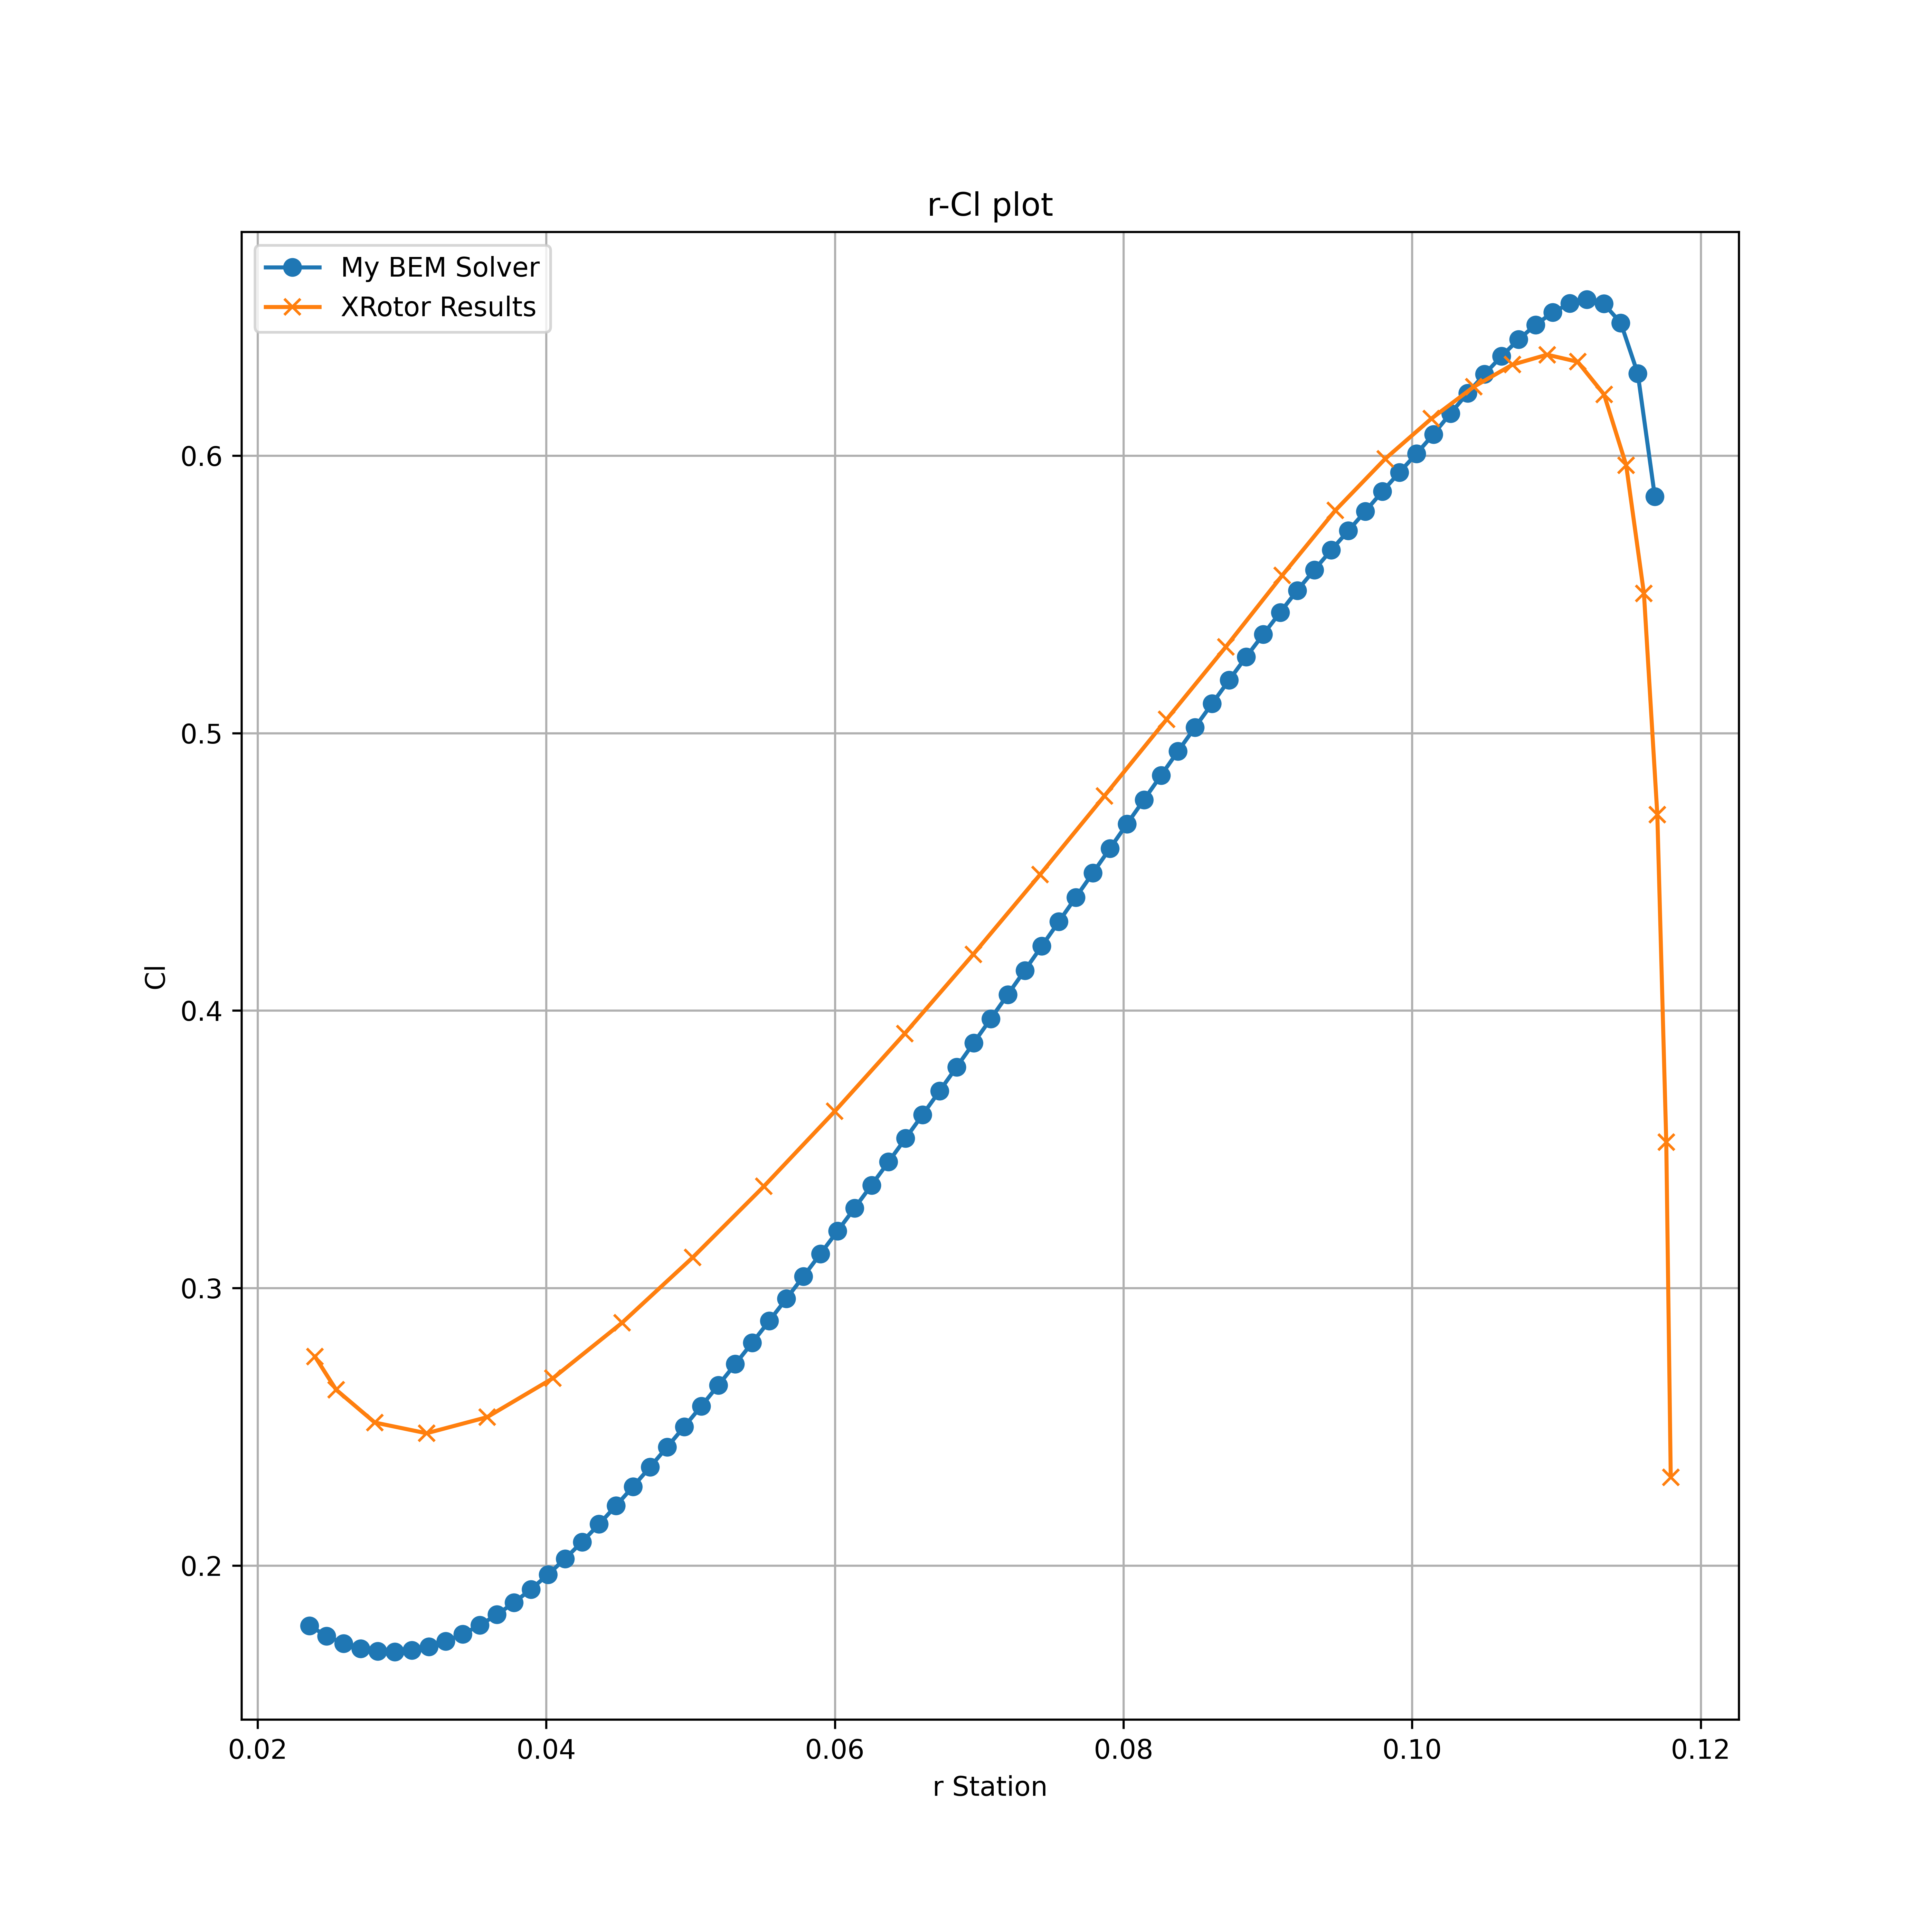 r-Cl plot
My BEM Solver
XRotor Results
Cl
0.6
0.5
0.4
0.3
0.2
0.02 0.04 0.06 0.08 0.10 0.12
r Station